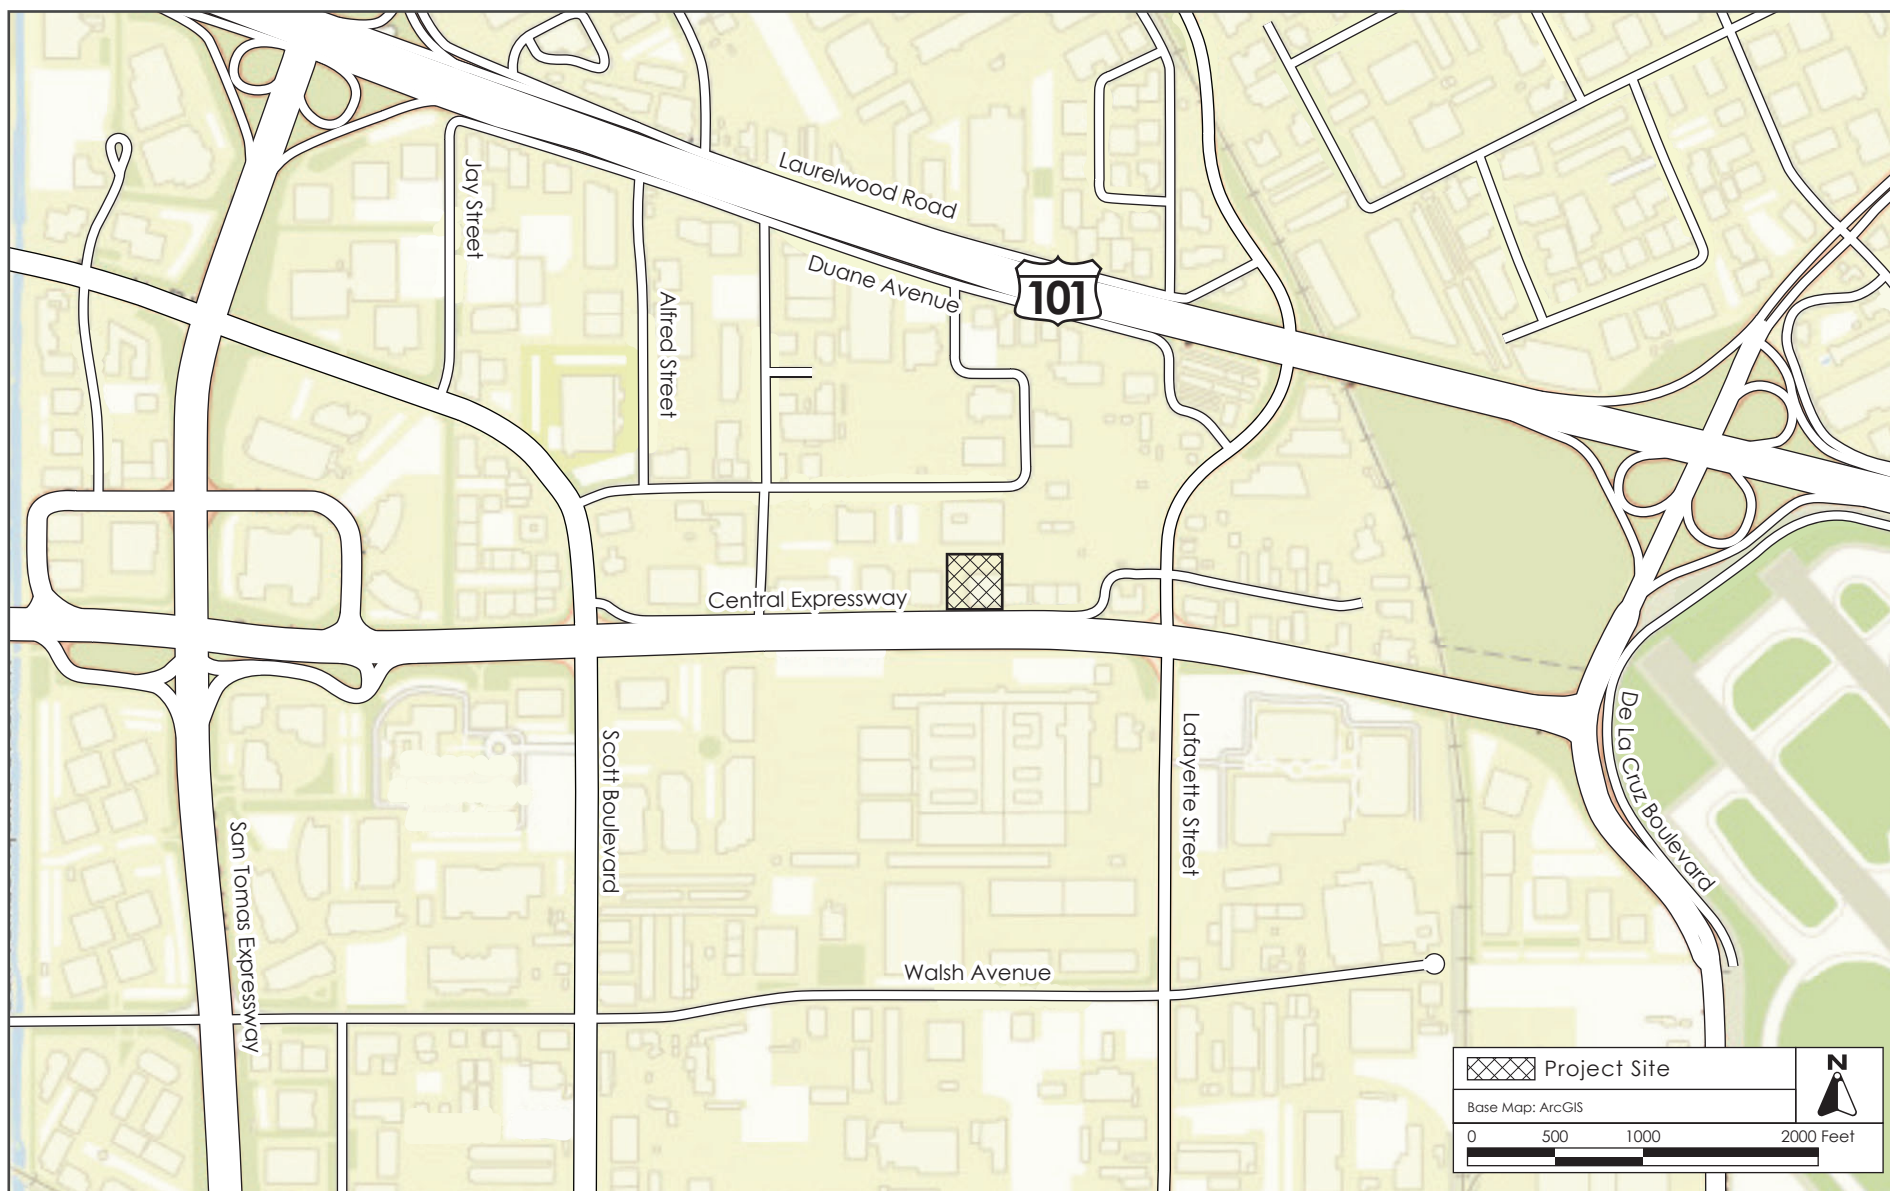 Laurelwood Road
Jay Street
Duane Avenue
101
Alfred Street
Central Expressway
Scott Boulevard
Lafayette Street
De La Cruz Boulevard
San Tomas Expressway
Walsh Avenue
Project Site
N
Base Map: ArcGIS
0 500 1000 2000 Feet